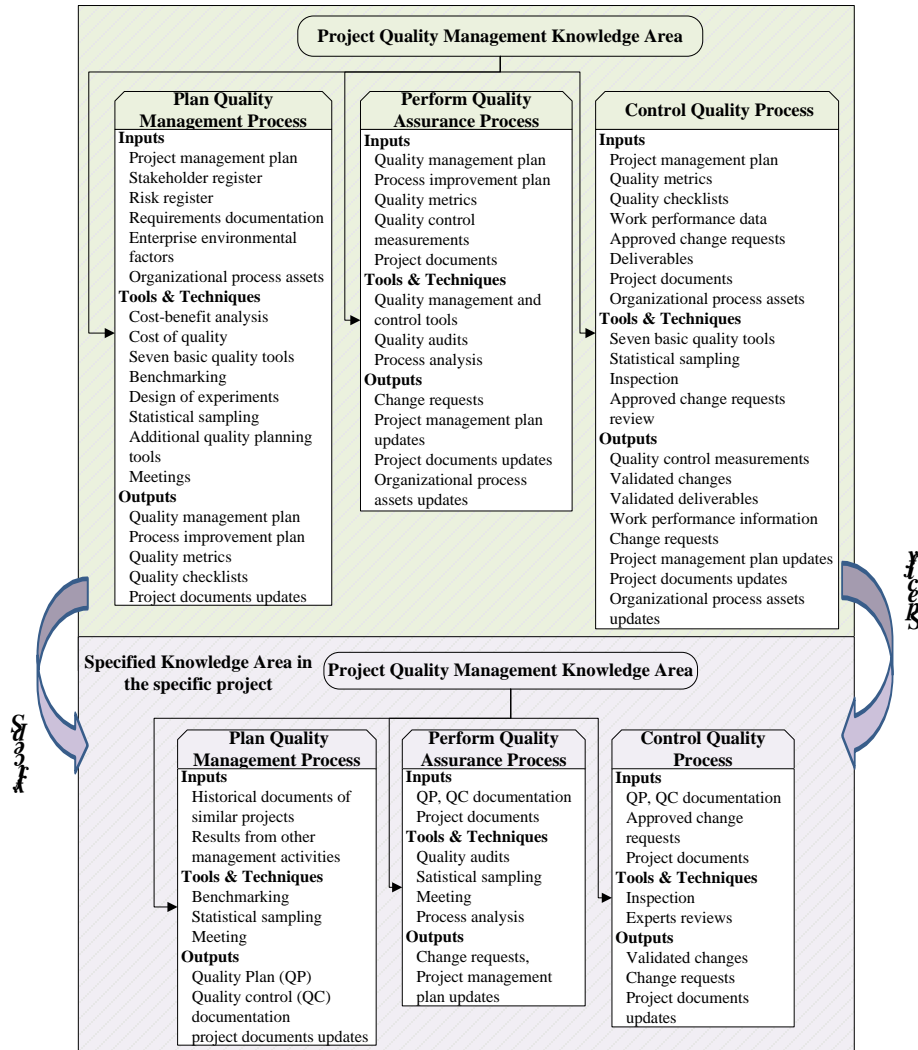 Project Quality Management Knowledge Area
Plan Quality
Management Process
Inputs
Project management plan
Stakeholder register
Risk register
Requirements documentation
Enterprise environmental
factors
Organizational process assets
Tools & Techniques
Cost-benefit analysis
Cost of quality
Seven basic quality tools
Benchmarking
Design of experiments
Statistical sampling
Additional quality planning
tools
Meetings
Outputs
Quality management plan
Process improvement plan
Quality metrics
Quality checklists
Project documents updates
Perform Quality
Assurance Process
Inputs
Quality management plan
Process improvement plan
Quality metrics
Quality control
measurements
Project documents
Tools & Techniques
Quality management and
control tools
Quality audits
Process analysis
Outputs
Change requests
Project management plan
updates
Project documents updates
Organizational process
assets updates
Control Quality Process
Inputs
Project management plan
Quality metrics
Quality checklists
Work performance data
Approved change requests
Deliverables
Project documents
Organizational process assets
Tools & Techniques
Seven basic quality tools
Statistical sampling
Inspection
Approved change requests
review
Outputs
Quality control measurements
Validated changes
Validated deliverables
Work performance information
Change requests
Project management plan updates
Project documents updates
Organizational process assets
updates
Specify
Specify
Specified Knowledge Area in
the specific project
Project Quality Management Knowledge Area
Plan Quality
Management Process
Inputs
Historical documents of
similar projects
Results from other
management activities
Tools & Techniques
Benchmarking
Statistical sampling
Meeting
Outputs
Quality Plan (QP)
Quality control (QC)
documentation
project documents updates
Perform Quality
Assurance Process
Inputs
QP, QC documentation
Project documents
Tools & Techniques
Quality audits
Satistical sampling
Meeting
Process analysis
Outputs
Change requests,
Project management
plan updates
Control Quality
Process
Inputs
QP, QC documentation
Approved change
requests
Project documents
Tools & Techniques
Inspection
Experts reviews
Outputs
Validated changes
Change requests
Project documents
updates